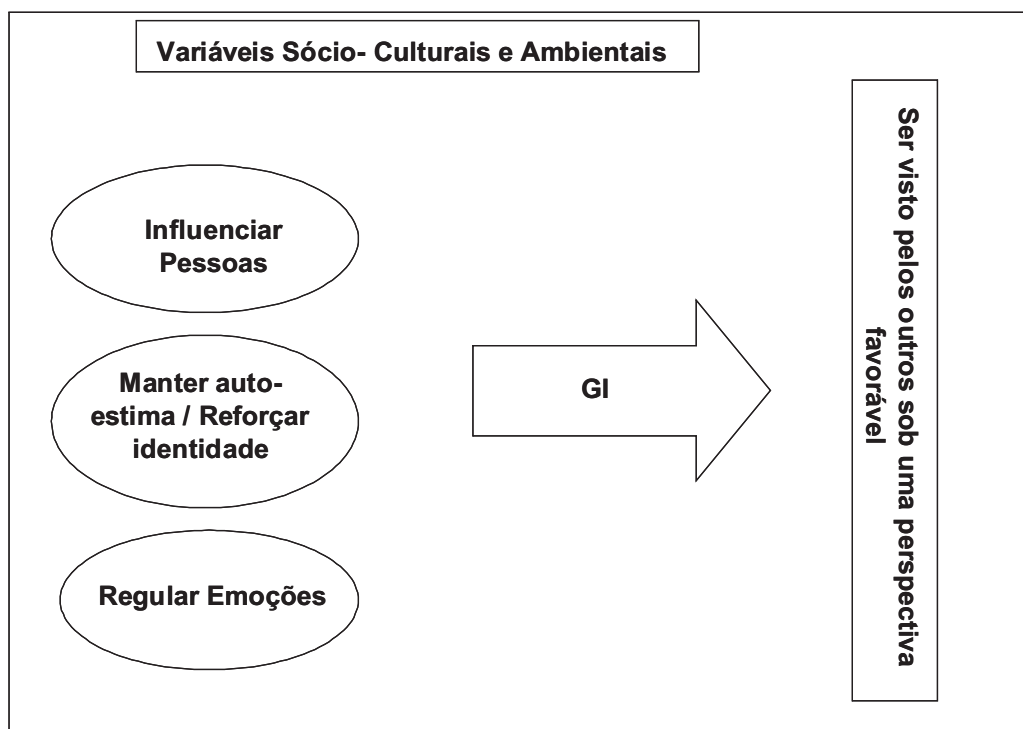 Variáveis Sócio- Culturais e Ambientais
Influenciar
Pessoas
Manter auto-
estima / Reforçar
identidade
Regular Emoções
GI
Ser visto pelos outros sob uma perspectiva
favorável